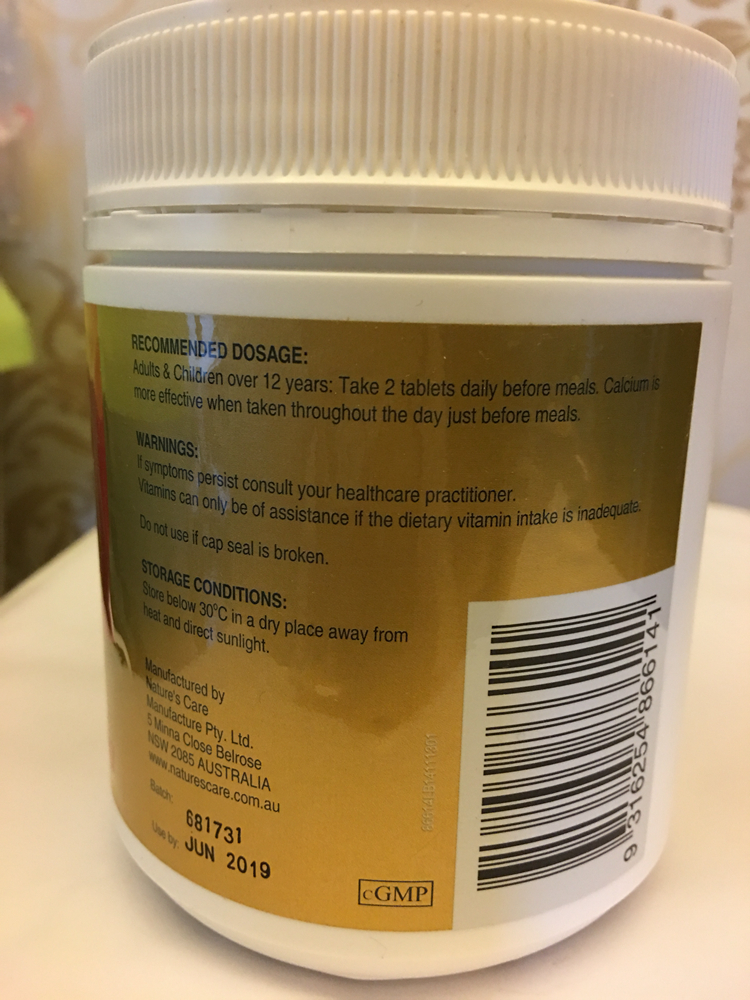 RECOMMENDED DOSAGE:
Adults & Children over 12 years: Take 2 tablets daily before meals. Calcium is
more effective when taken throughout the day just before meals.
WARNINGS:
If symptoms persist consult your healthcare practitioner.
Vitamins can only be of assistance if the dietary vitamin intake is inadequate.
Do not use if cap seal is broken.
STORAGE CONDITIONS:
Store below 30°C in a dry place away from
heat and direct sunlight.
Manufactured by
Nature's Care
Manufacture Pty. Ltd.
5 Minna Close Belrose
NSW 2085 AUSTRALIA
www.naturescare.com.au
Batch:
681731
Use by: JUN 2019
cGMP
9 316254 866141